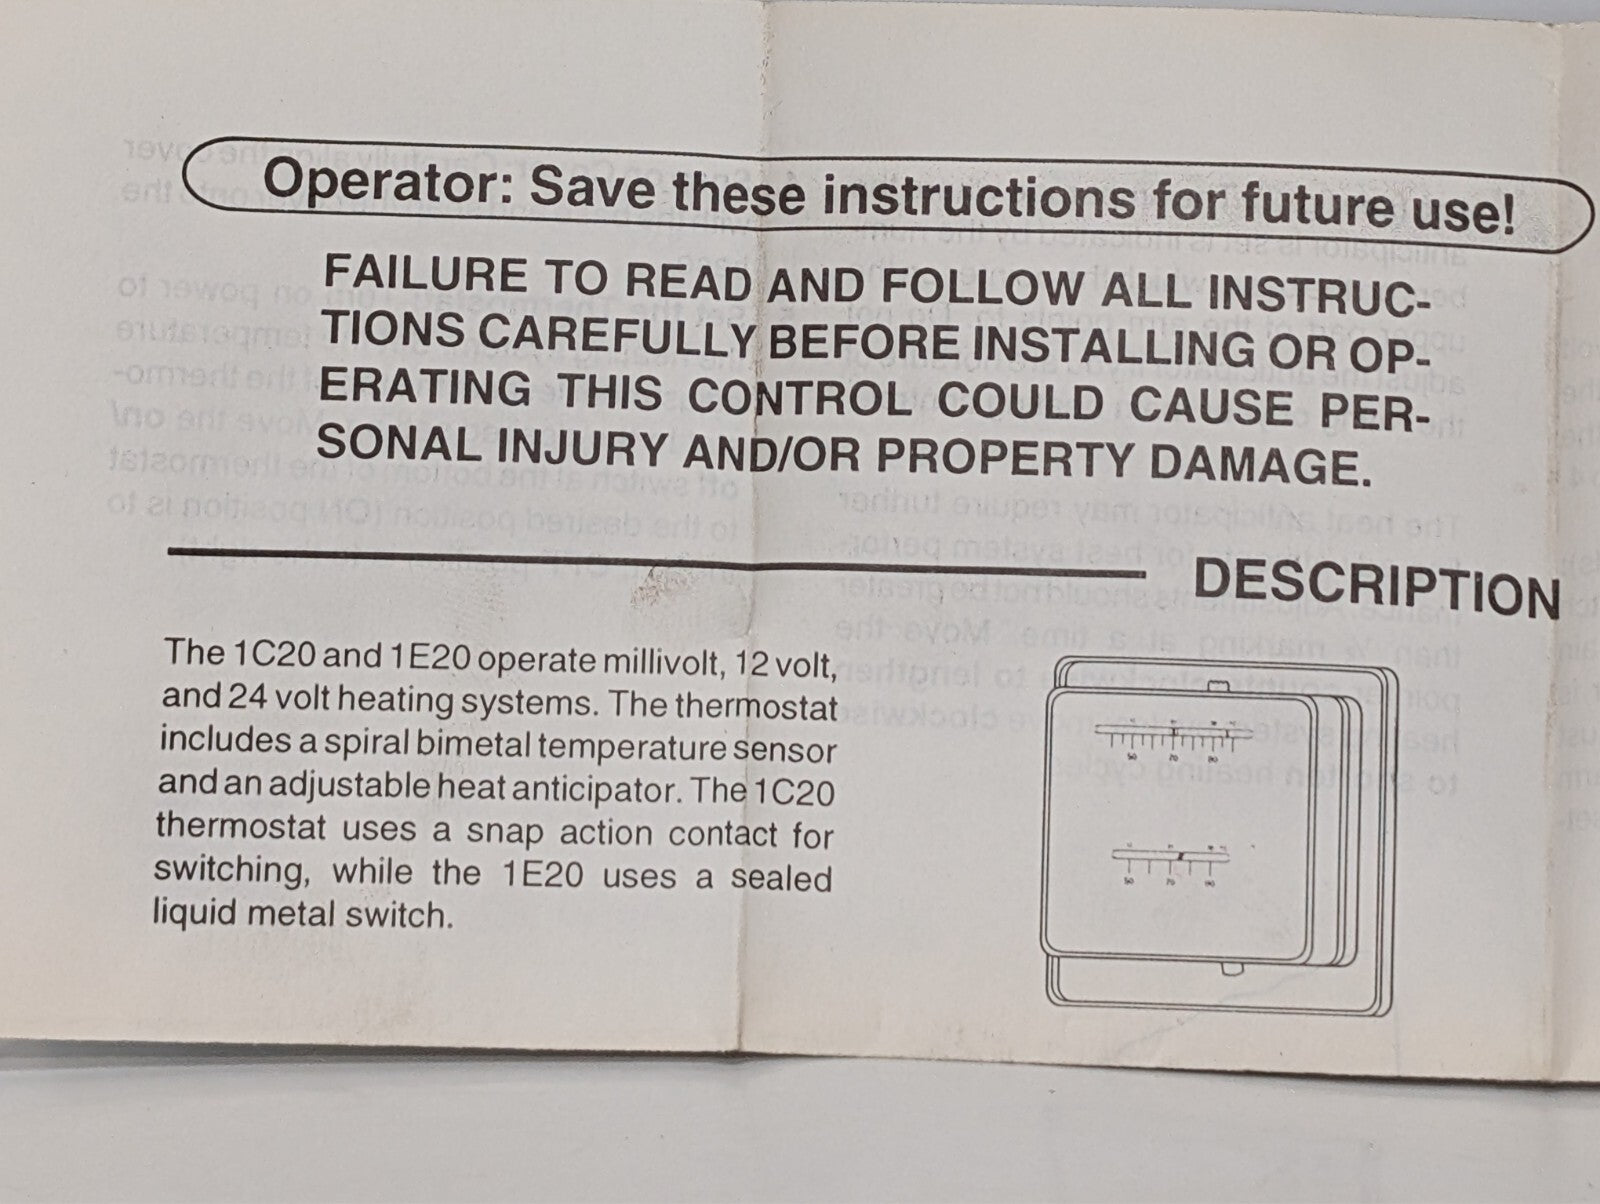 Operator: Save these instructions for future use!
FAILURE TO READ AND FOLLOW ALL INSTRUC-
TIONS CAREFULLY BEFORE INSTALLING OR OP-
ERATING THIS CONTROL COULD CAUSE PER-
SONAL INJURY AND/OR PROPERTY DAMAGE.
DESCRIPTION
The 1C20 and 1E20 operate millivolt, 12 volt,
and 24 volt heating systems. The thermostat
includes a spiral bimetal temperature sensor
and an adjustable heat anticipator. The 1C20
thermostat uses a snap action contact for
switching, while the 1E20 uses a sealed
liquid metal switch.